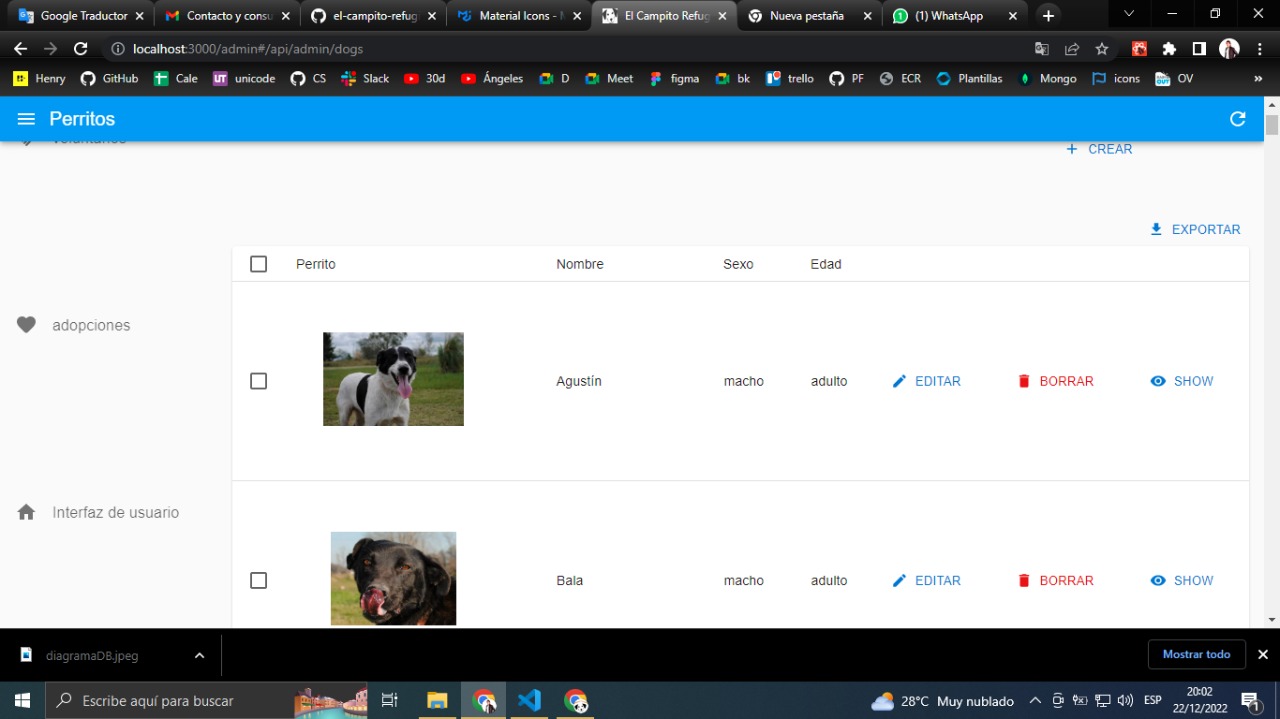 Google Traductor
Contacto y consu
el-campito-refug
Material Icons - M
El Campito Refug
Nueva pestaña
(1) WhatsApp
localhost:3000/admin#/api/admin/dogs
Henry
GitHub
Cale
unicode
CS
Slack
30d
Ángeles
D
Meet
figma
bk
Trello
PF
ECR
Plantillas
Mongo
icons
OV
»
Perritos
Voluntarios
+ CREAR
EXPORTAR
Perrito Nombre Sexo Edad
adopciones
Agustín macho adulto EDITAR BORRAR SHOW
Interfaz de usuario
Bala macho adulto EDITAR BORRAR SHOW
diagramaDB.jpeg
Mostrar todo
Escribe aquí para buscar
28°C Muy nublado
ESP
20:02
22/12/2022
1